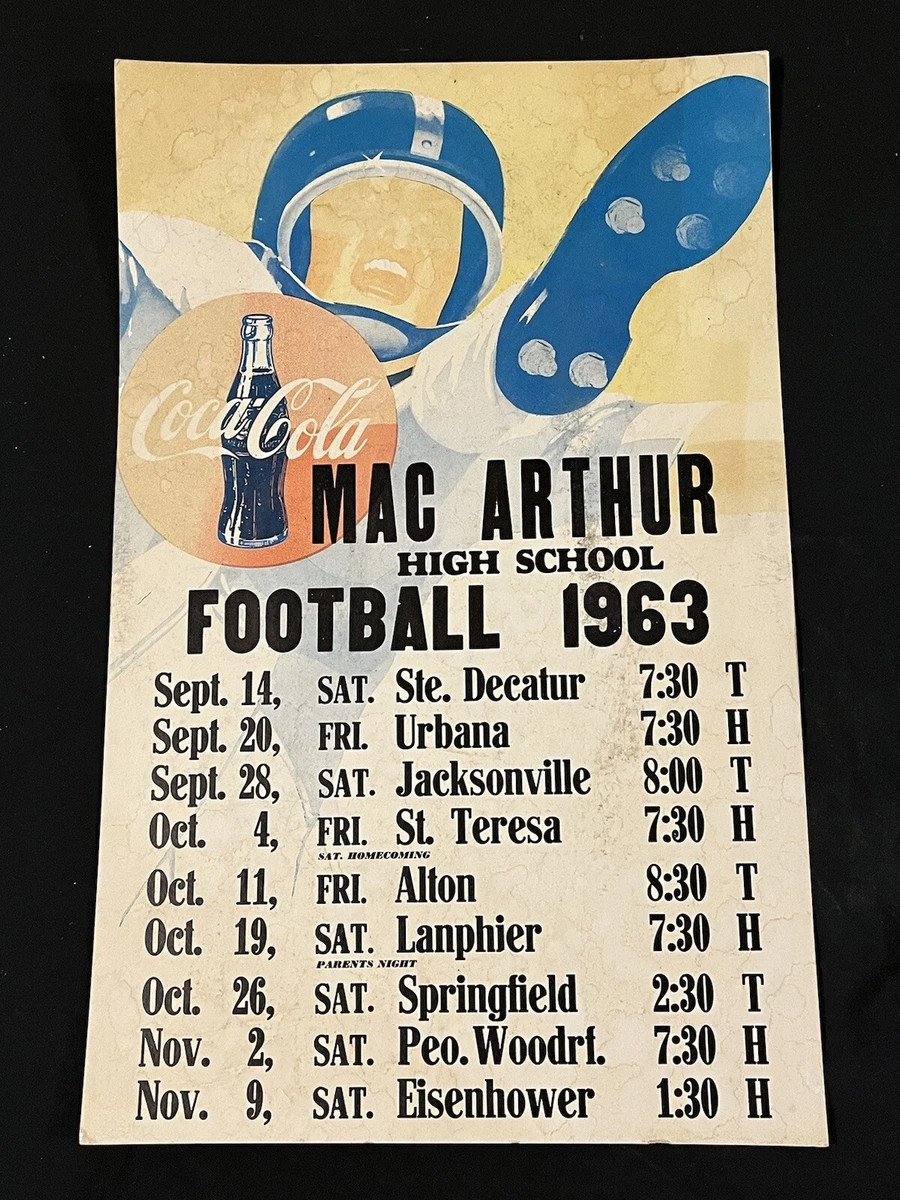 Coca-Cola
MAC ARTHUR
HIGH SCHOOL
FOOTBALL 1963
Sept. 14, SAT. Ste. Decatur 7:30 T
Sept. 20, FRI. Urbana 7:30 H
Sept. 28, SAT. Jacksonville 8:00 T
Oct. 4, FRI. St. Teresa 7:30 H
SAT. HOMECOMING
Oct. 11, FRI. Alton 8:30 T
Oct. 19, SAT. Lanphier 7:30 H
PARENTS NIGHT
Oct. 26, SAT. Springfield 2:30 T
Nov. 2, SAT. Peo. Woodrf. 7:30 H
Nov. 9, SAT. Eisenhower 1:30 H